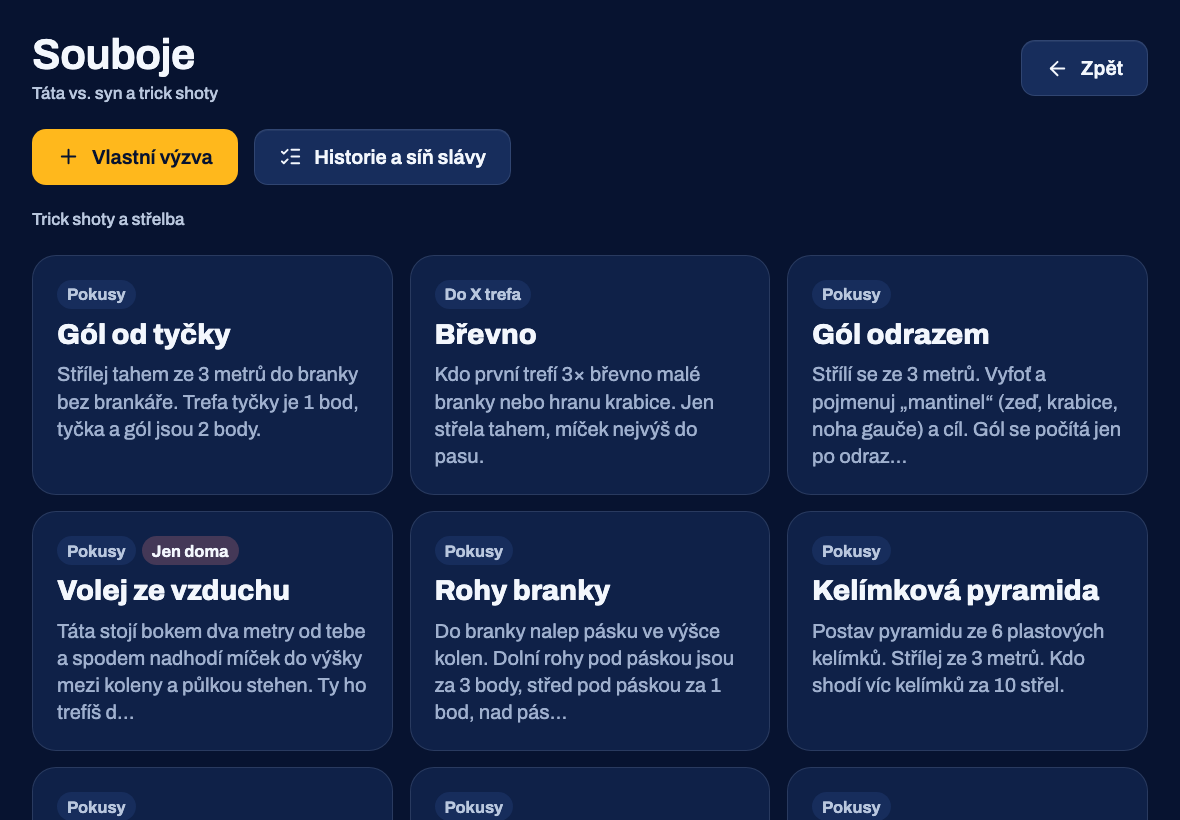 Souboje
Táta vs. syn a trick shoty
Zpět
Vlastní výzva
Historie a síň slávy
Trick shoty a střelba
Pokusy
Gól od tyčky
Střílej tahem ze 3 metrů do branky
bez brankáře. Trefa tyčky je 1 bod,
tyčka a gól jsou 2 body.
Do X trefa
Břevno
Kdo první trefí 3× břevno malé
branky nebo hranu krabice. Jen
střela tahem, míček nejvýš do
pasu.
Pokusy
Gól odrazem
Střílí se ze 3 metrů. Vyfoť a
pojmenuj „mantinel“ (zeď, krabice,
noha gauče) a cíl. Gól se počítá jen
po odraz…
Pokusy
Jen doma
Volej ze vzduchu
Táta stojí bokem dva metry od tebe
a spodem nadhodí míček do výšky
mezi koleny a půlkou stehen. Ty ho
trefíš d…
Pokusy
Rohy branky
Do branky nalep pásku ve výšce
kolen. Dolní rohy pod páskou jsou
za 3 body, střed pod páskou za 1
bod, nad pás…
Pokusy
Kelímková pyramida
Postav pyramidu ze 6 plastových
kelímků. Střílej ze 3 metrů. Kdo
shodí víc kelímků za 10 střel.
Pokusy
Pokusy
Pokusy